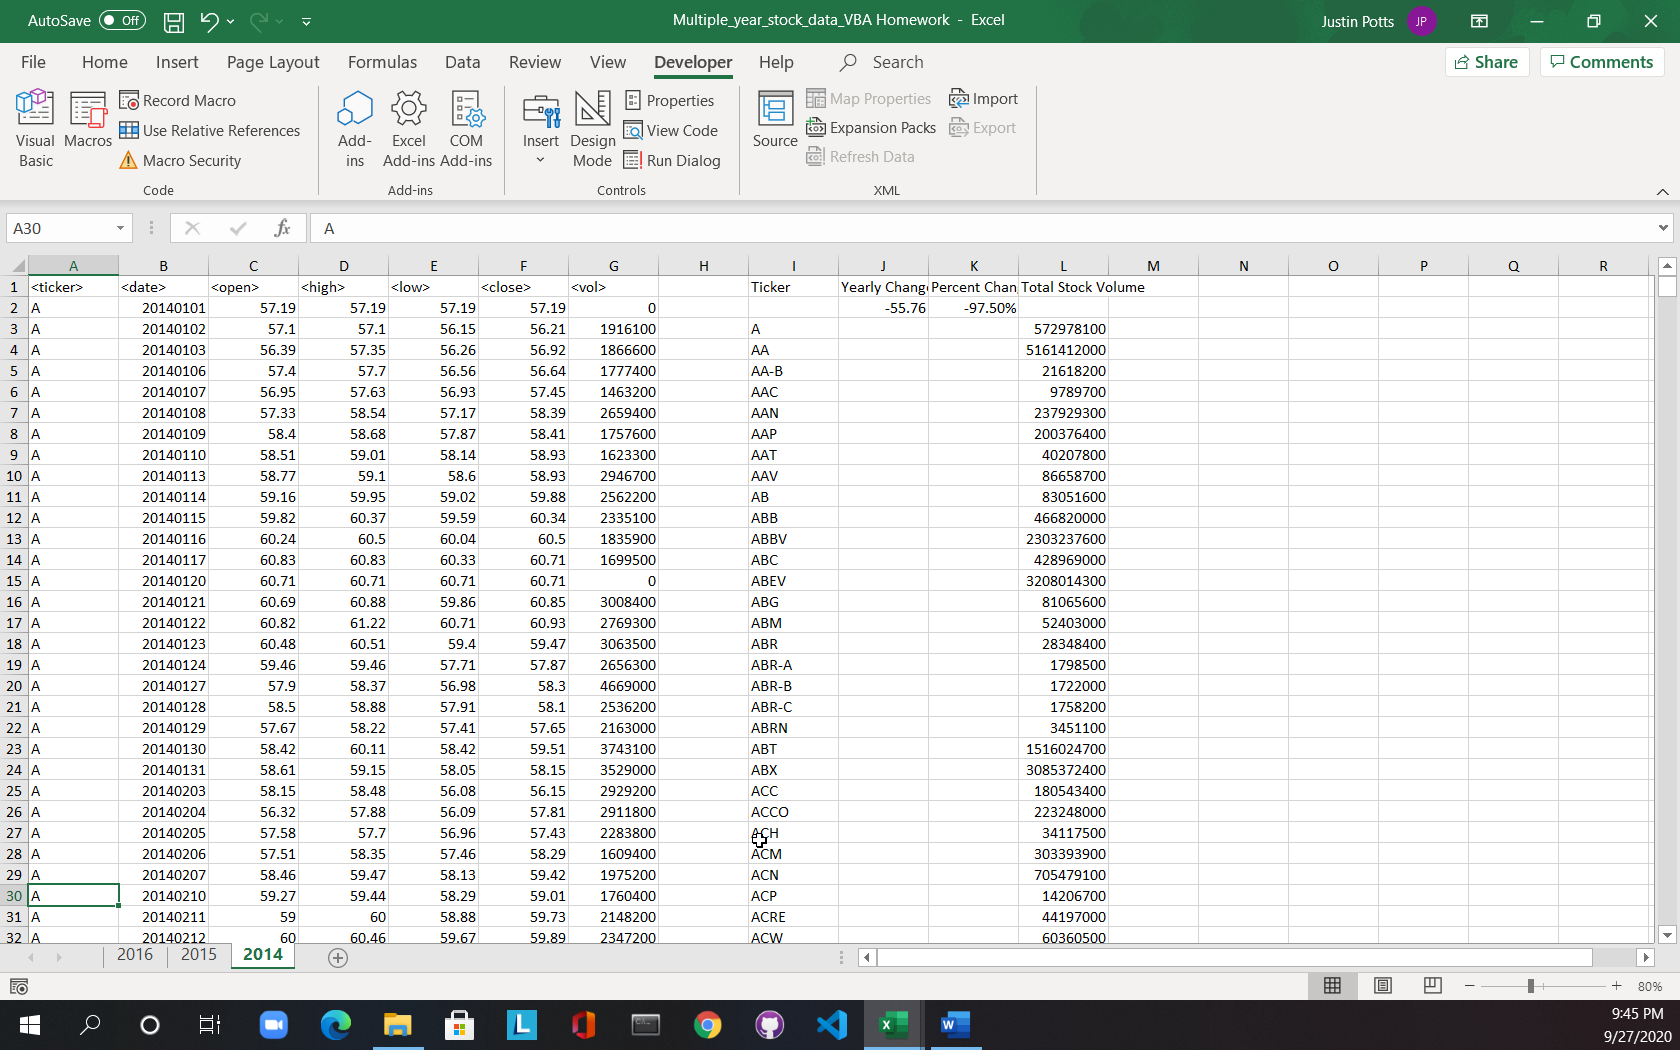 AutoSave Off Multiple_year_stock_data_VBA Homework - Excel Justin Potts JP
File Home Insert Page Layout Formulas Data Review View Developer Help Search Share Comments
Visual Basic Macros Record Macro Use Relative References Macro Security
Code
Add-ins Excel Add-ins COM Add-ins
Add-ins
Insert Design Mode Properties View Code Run Dialog
Controls
Source Map Properties Expansion Packs Refresh Data Import Export
XML
A30 fx A
A B C D E F G H I J K L M N O P Q R
1 <ticker> <date> <open> <high> <low> <close> <vol> Ticker Yearly Change Percent Chan Total Stock Volume
2 A 20140101 57.19 57.19 57.19 57.19 0 -55.76 -97.50%
3 A 20140102 57.1 57.1 56.15 56.21 1916100 A 572978100
4 A 20140103 56.39 57.35 56.26 56.92 1866600 AA 5161412000
5 A 20140106 57.4 57.7 56.56 56.64 1777400 AA-B 21618200
6 A 20140107 56.95 57.63 56.93 57.45 1463200 AAC 9789700
7 A 20140108 57.33 58.54 57.17 58.39 2659400 AAN 237929300
8 A 20140109 58.4 58.68 57.87 58.41 1757600 AAP 200376400
9 A 20140110 58.51 59.01 58.14 58.93 1623300 AAT 40207800
10 A 20140113 58.77 59.1 58.6 58.93 2946700 AAV 86658700
11 A 20140114 59.16 59.95 59.02 59.88 2562200 AB 83051600
12 A 20140115 59.82 60.37 59.59 60.34 2335100 ABB 466820000
13 A 20140116 60.24 60.5 60.04 60.5 1835900 ABBV 2303237600
14 A 20140117 60.83 60.83 60.33 60.71 1699500 ABC 428969000
15 A 20140120 60.71 60.71 60.71 60.71 0 ABEV 3208014300
16 A 20140121 60.69 60.88 59.86 60.85 3008400 ABG 81065600
17 A 20140122 60.82 61.22 60.71 60.93 2769300 ABM 52403000
18 A 20140123 60.48 60.51 59.4 59.47 3063500 ABR 28348400
19 A 20140124 59.46 59.46 57.71 57.87 2656300 ABR-A 1798500
20 A 20140127 57.9 58.37 56.98 58.3 4669000 ABR-B 1722000
21 A 20140128 58.5 58.88 57.91 58.1 2536200 ABR-C 1758200
22 A 20140129 57.67 58.22 57.41 57.65 2163000 ABRN 3451100
23 A 20140130 58.42 60.11 58.42 59.51 3743100 ABT 1516024700
24 A 20140131 58.61 59.15 58.05 58.15 3529000 ABX 3085372400
25 A 20140203 58.15 58.48 56.08 56.15 2929200 ACC 180543400
26 A 20140204 56.32 57.88 56.09 57.81 2911800 ACCO 223248000
27 A 20140205 57.58 57.7 56.96 57.43 2283800 ACH 34117500
28 A 20140206 57.51 58.35 57.46 58.29 1609400 ACM 303393900
29 A 20140207 58.46 59.47 58.13 59.42 1975200 ACN 705479100
30 A 20140210 59.27 59.44 58.29 59.01 1760400 ACP 14206700
31 A 20140211 59 60 58.88 59.73 2148200 ACRE 44197000
32 A 20140212 60 60.46 59.67 59.89 2347200 ACW 60360500
2016 2015 2014
80%
9:45 PM
9/27/2020